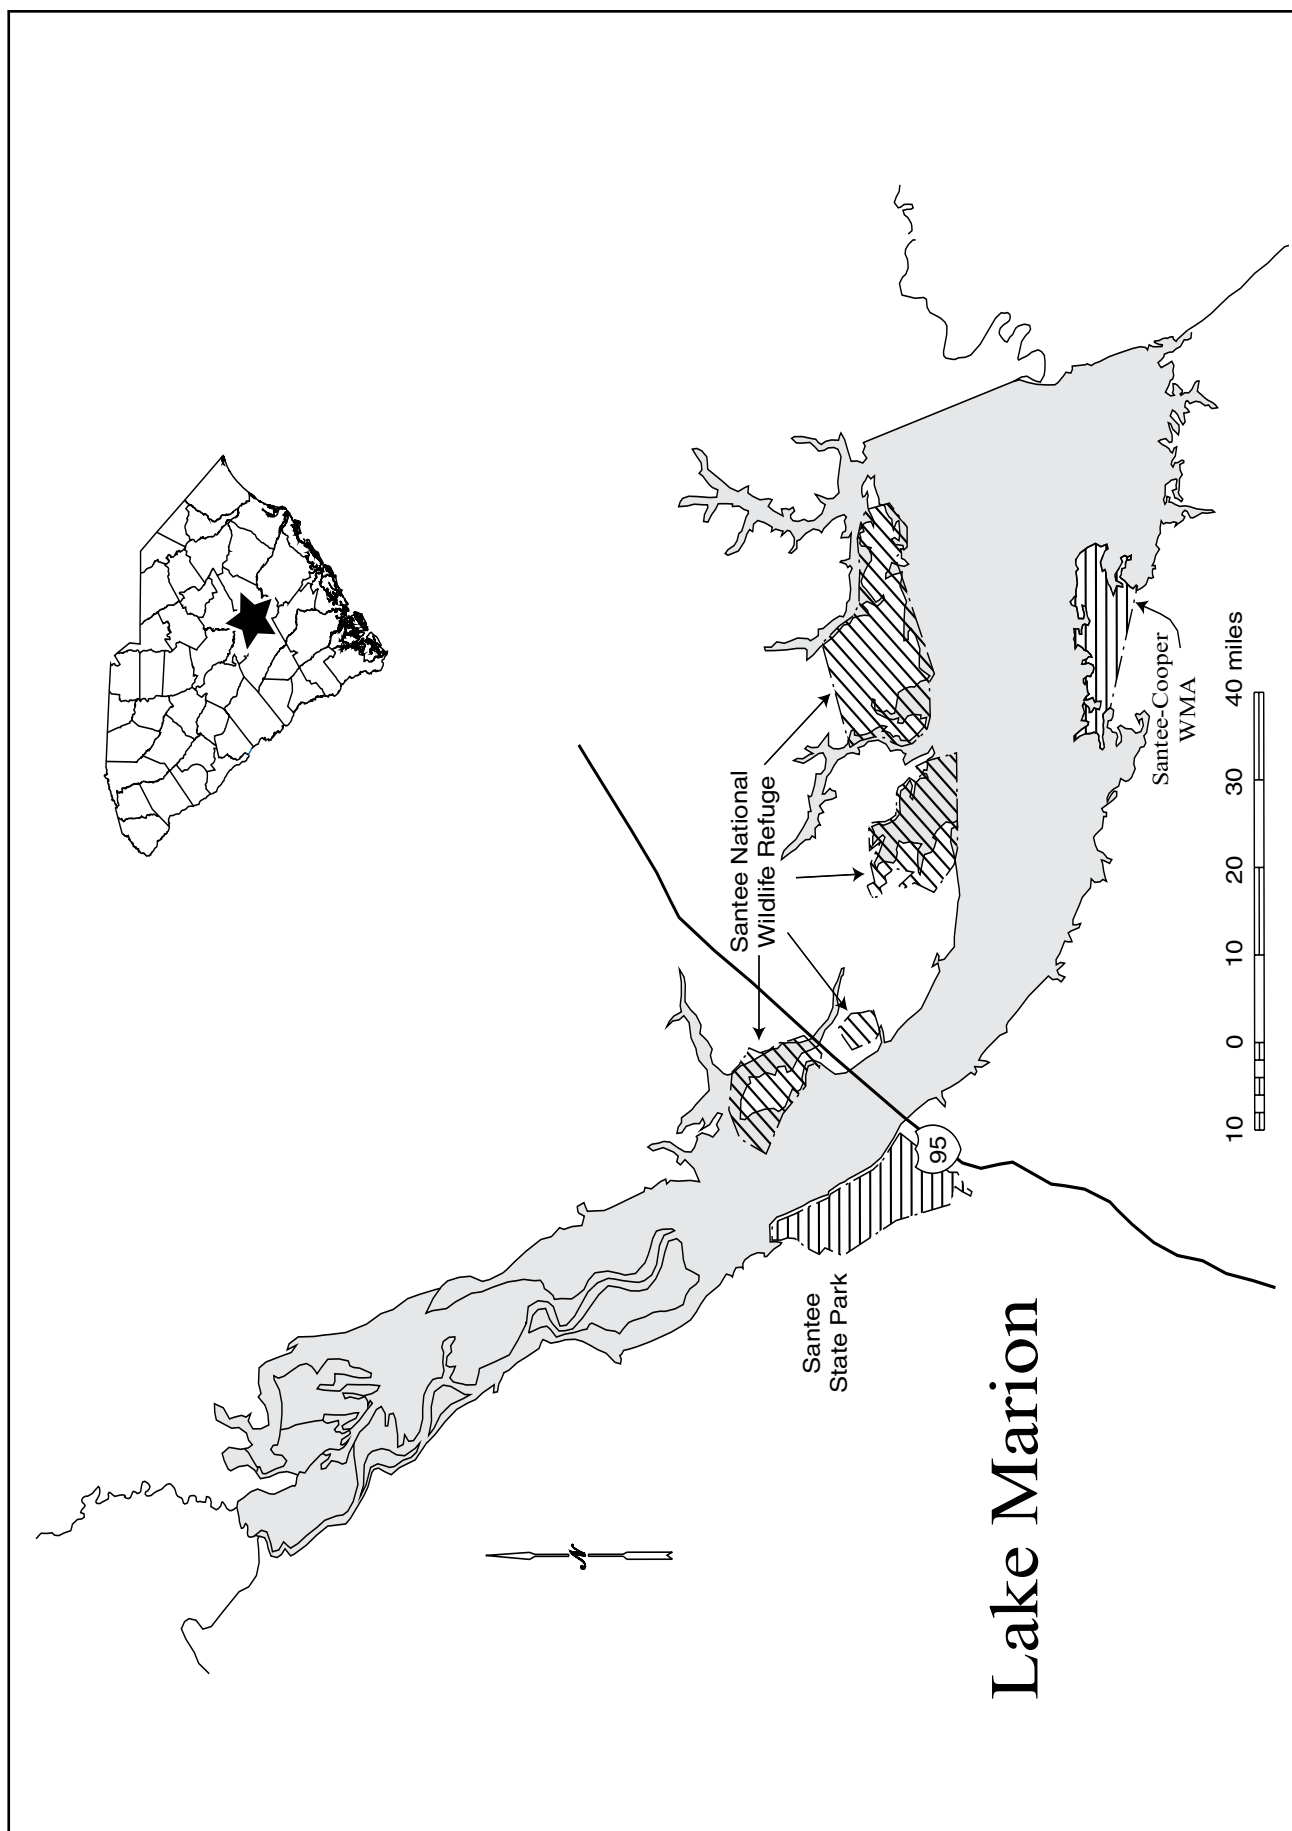 Santee National
Wildlife Refuge
95
Santee
State Park
Santee-Cooper
WMA
Lake Marion
10 0 10 20 30 40 miles
N